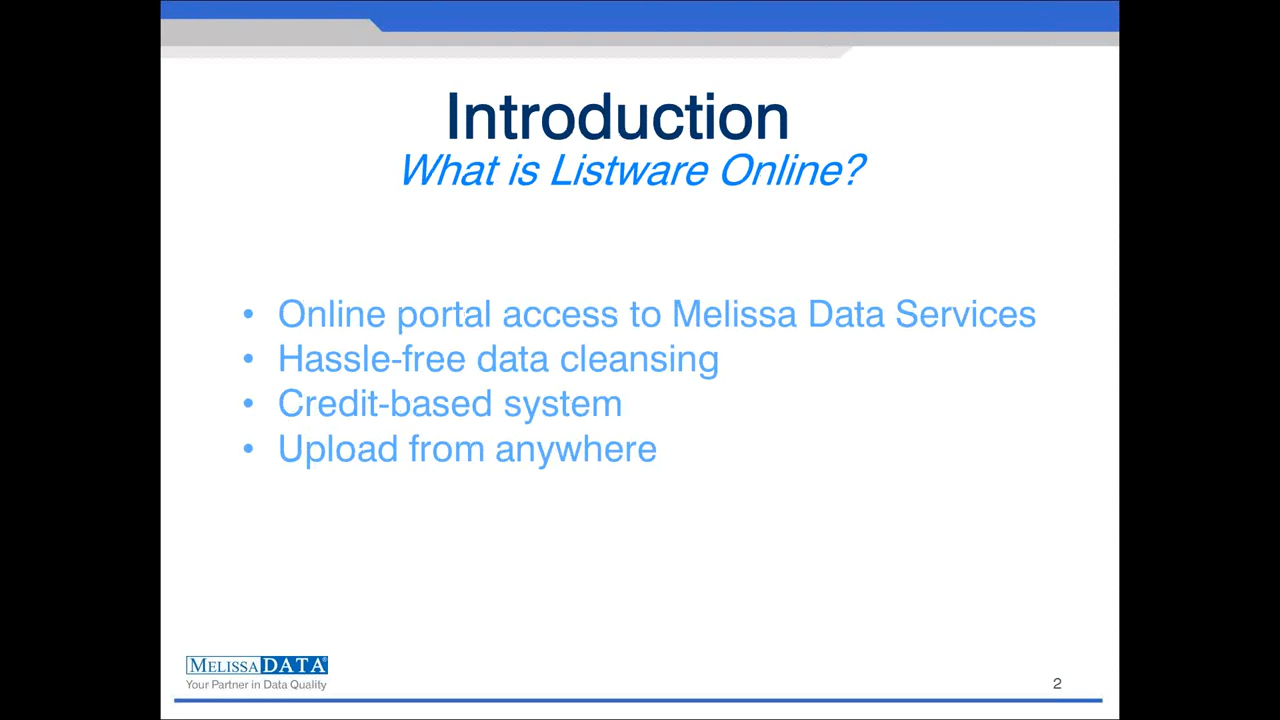 Introduction
What is Listware Online?
• Online portal access to Melissa Data Services
• Hassle-free data cleansing
• Credit-based system
• Upload from anywhere
MELISSA DATA®
Your Partner in Data Quality
2